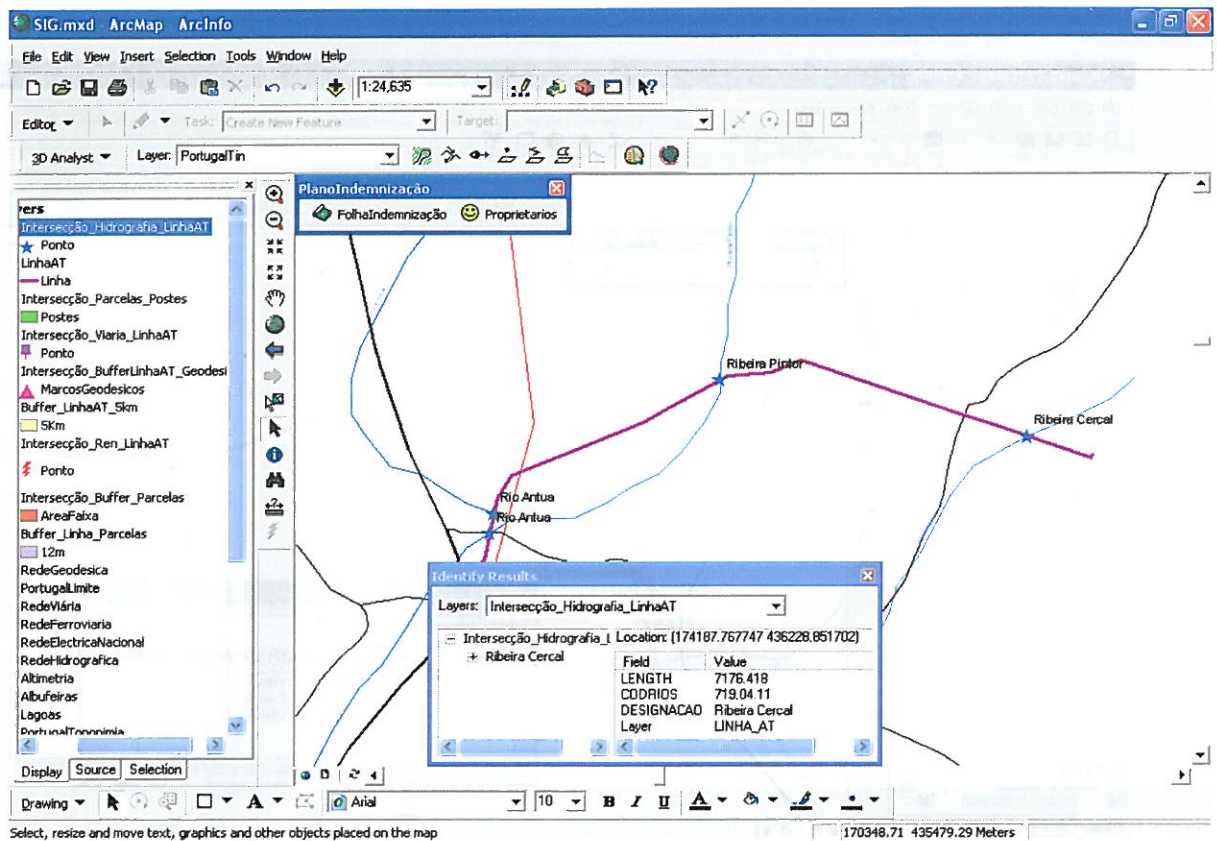 SIG.mxd - ArcMap - ArcInfo
File Edit View Insert Selection Tools Window Help
1:24,635
Editor Task: Create New Feature Target:
3D Analyst Layer: PortugalTin
yers
Intersecção_Hidrografia_LinhaAT
Ponto
LinhaAT
Linha
Intersecção_Parcelas_Postes
Postes
Intersecção_Viaria_LinhaAT
Ponto
Intersecção_BufferLinhaAT_Geodesi
MarcosGeodesicos
Buffer_LinhaAT_5km
5Km
Intersecção_Ren_LinhaAT
Ponto
Intersecção_Buffer_Parcelas
AreaFaixa
Buffer_Linha_Parcelas
12m
RedeGeodesica
PortugalLimite
RedeViária
RedeFerroviaria
RedeElectricaNacional
RedeHidrografica
Altimetria
Albufeiras
Lagoas
PortugalToponimia
Display Source Selection
PlanoIndemnização
FolhaIndemnização Proprietarios
Ribeira Pintor
Ribeira Cercal
Rio Antua
Rio Antua
Identify Results
Layers: Intersecção_Hidrografia_LinhaAT
Intersecção_Hidrografia_L Location: (174187.767747 436228.851702)
Ribeira Cercal
Field Value
LENGTH 7176.418
CODRIOS 719.04.11
DESIGNACAO Ribeira Cercal
Layer LINHA_AT
Drawing A Arial 10 B I U A
Select, resize and move text, graphics and other objects placed on the map
170348.71 435479.29 Meters